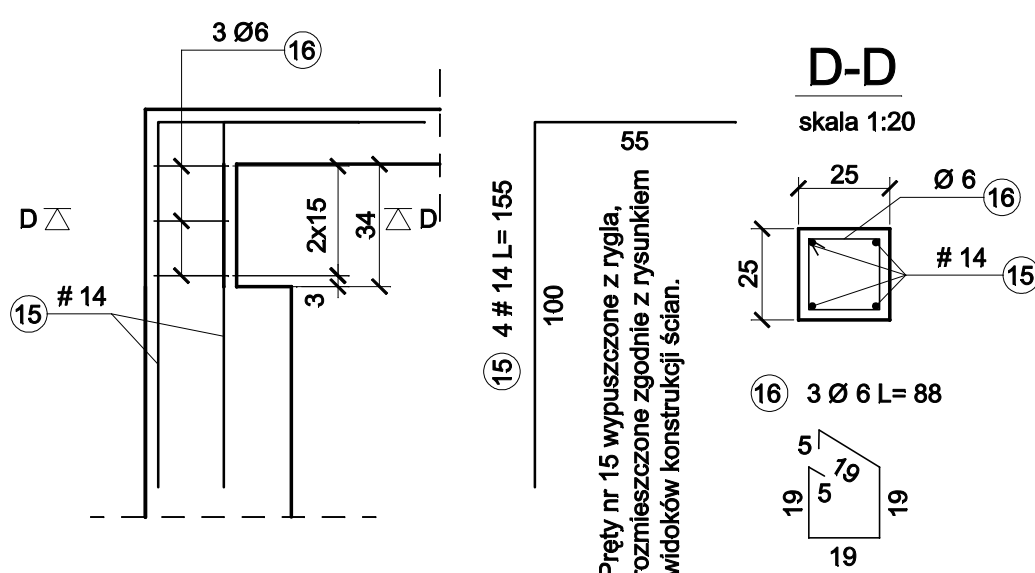 3 Ø6
16
D
2x15
34
3
D
# 14
15
15 4 # 14 L= 155
100
55
Pręty nr 15 wypuszczone z rygla,
rozmieszczone zgodnie z rysunkiem
widoków konstrukcji ścian.
D-D
skala 1:20
25
Ø 6
16
25
# 14
15
16 3 Ø 6 L= 88
5
19
19
5
19
19